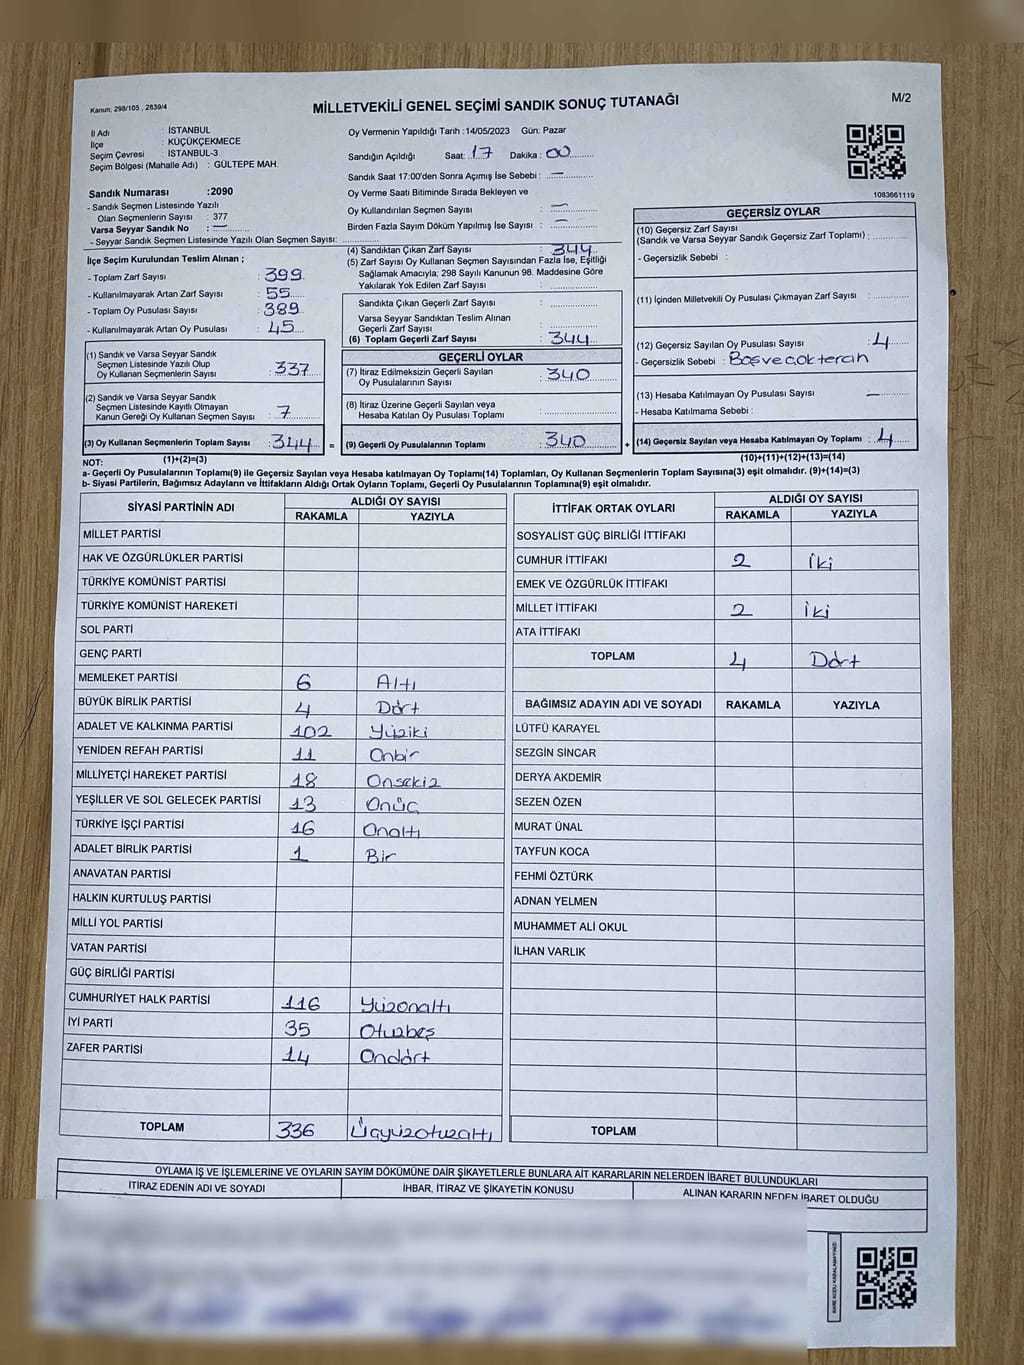 Kanun; 298/105 , 2839/4
MİLLETVEKİLİ GENEL SEÇİMİ SANDIK SONUÇ TUTANAĞI
M/2
İl Adı : İSTANBUL
İlçe : KÜÇÜKÇEKMECE
Seçim Çevresi : İSTANBUL-3
Seçim Bölgesi (Mahalle Adı) : GÜLTEPE MAH.
Sandık Numarası :2090
- Sandık Seçmen Listesinde Yazılı
Olan Seçmenlerin Sayısı : 377
Varsa Seyyar Sandık No : —
- Seyyar Sandık Seçmen Listesinde Yazılı Olan Seçmen Sayısı:
Oy Vermenin Yapıldığı Tarih :14/05/2023 Gün: Pazar
Sandığın Açıldığı Saat: 17 Dakika : 00
Sandık Saat 17:00'den Sonra Açımış İse Sebebi : —
Oy Verme Saati Bitiminde Sırada Bekleyen ve
Oy Kullandırılan Seçmen Sayısı : —
Birden Fazla Sayım Döküm Yapılmış İse Sayısı : —
1083661119
İlçe Seçim Kurulundan Teslim Alınan ;
- Toplam Zarf Sayısı : 399
- Kullanılmayarak Artan Zarf Sayısı : 55
- Toplam Oy Pusulası Sayısı : 389
- Kullanılmayarak Artan Oy Pusulası : 45
(1) Sandık ve Varsa Seyyar Sandık
Seçmen Listesinde Yazılı Olup
Oy Kullanan Seçmenlerin Sayısı : 337
(2) Sandık ve Varsa Seyyar Sandık
Seçmen Listesinde Kayıtlı Olmayan
Kanun Gereği Oy Kullanan Seçmen Sayısı : 7
(3) Oy Kullanan Seçmenlerin Toplam Sayısı : 344 =
(1)+(2)=(3)
(4) Sandıktan Çıkan Zarf Sayısı : 344
(5) Zarf Sayısı Oy Kullanan Seçmen Sayısından Fazla İse, Eşitliği
Sağlamak Amacıyla; 298 Sayılı Kanunun 98. Maddesine Göre
Yakılarak Yok Edilen Zarf Sayısı :
Sandıkta Çıkan Geçerli Zarf Sayısı :
Varsa Seyyar Sandıktan Teslim Alınan
Geçerli Zarf Sayısı :
(6) Toplam Geçerli Zarf Sayısı : 344
GEÇERLİ OYLAR
(7) İtiraz Edilmeksizin Geçerli Sayılan
Oy Pusulalarının Sayısı : 340
(8) İtiraz Üzerine Geçerli Sayılan veya
Hesaba Katılan Oy Pusulası Toplamı :
(9) Geçerli Oy Pusulalarının Toplamı : 340 +
GEÇERSİZ OYLAR
(10) Geçersiz Zarf Sayısı
(Sandık ve Varsa Seyyar Sandık Geçersiz Zarf Toplamı) :
- Geçersizlik Sebebi :
(11) İçinden Milletvekili Oy Pusulası Çıkmayan Zarf Sayısı :
(12) Geçersiz Sayılan Oy Pusulası Sayısı : 4
- Geçersizlik Sebebi : Boş ve çok tercih
(13) Hesaba Katılmayan Oy Pusulası Sayısı : —
- Hesaba Katılmama Sebebi :
(14) Geçersiz Sayılan veya Hesaba Katılmayan Oy Toplamı : 4
(10)+(11)+(12)+(13)=(14)
NOT:
a- Geçerli Oy Pusulalarının Toplamı(9) ile Geçersiz Sayılan veya Hesaba katılmayan Oy Toplamı(14) Toplamları, Oy Kullanan Seçmenlerin Toplam Sayısına(3) eşit olmalıdır. (9)+(14)=(3)
b- Siyasi Partilerin, Bağımsız Adayların ve İttifakların Aldığı Ortak Oyların Toplamı, Geçerli Oy Pusulalarının Toplamına(9) eşit olmalıdır.
SİYASİ PARTİNİN ADI ALDIĞI OY SAYISI
RAKAMLA YAZIYLA
MİLLET PARTİSİ
HAK VE ÖZGÜRLÜKLER PARTİSİ
TÜRKİYE KOMÜNİST PARTİSİ
TÜRKİYE KOMÜNİST HAREKETİ
SOL PARTİ
GENÇ PARTİ
MEMLEKET PARTİSİ 6 Altı
BÜYÜK BİRLİK PARTİSİ 4 Dört
ADALET VE KALKINMA PARTİSİ 102 Yüziki
YENİDEN REFAH PARTİSİ 11 Onbir
MİLLİYETÇİ HAREKET PARTİSİ 18 Onsekiz
YEŞİLLER VE SOL GELECEK PARTİSİ 13 Onüç
TÜRKİYE İŞÇİ PARTİSİ 16 Onaltı
ADALET BİRLİK PARTİSİ 1 Bir
ANAVATAN PARTİSİ
HALKIN KURTULUŞ PARTİSİ
MİLLİ YOL PARTİSİ
VATAN PARTİSİ
GÜÇ BİRLİĞİ PARTİSİ
CUMHURİYET HALK PARTİSİ 116 Yüzonaltı
İYİ PARTİ 35 Otuzbeş
ZAFER PARTİSİ 14 Ondört
TOPLAM 336 Üçyüzotuzaltı
İTTİFAK ORTAK OYLARI ALDIĞI OY SAYISI
RAKAMLA YAZIYLA
SOSYALİST GÜÇ BİRLİĞİ İTTİFAKI
CUMHUR İTTİFAKI 2 İki
EMEK VE ÖZGÜRLÜK İTTİFAKI
MİLLET İTTİFAKI 2 İki
ATA İTTİFAKI
TOPLAM 4 Dört
BAĞIMSIZ ADAYIN ADI VE SOYADI RAKAMLA YAZIYLA
LÜTFÜ KARAYEL
SEZGİN SİNCAR
DERYA AKDEMİR
SEZEN ÖZEN
MURAT ÜNAL
TAYFUN KOCA
FEHMİ ÖZTÜRK
ADNAN YELMEN
MUHAMMET ALİ OKUL
İLHAN VARLIK
TOPLAM
OYLAMA İŞ VE İŞLEMLERİNE VE OYLARIN SAYIM DÖKÜMÜNE DAİR ŞİKAYETLERLE BUNLARA AİT KARARLARIN NELERDEN İBARET BULUNDUKLARI
İTİRAZ EDENİN ADI VE SOYADI İHBAR, İTİRAZ VE ŞİKAYETİN KONUSU ALINAN KARARIN NEDEN İBARET OLDUĞU
KARE KODU KARALAMAYINIZ!